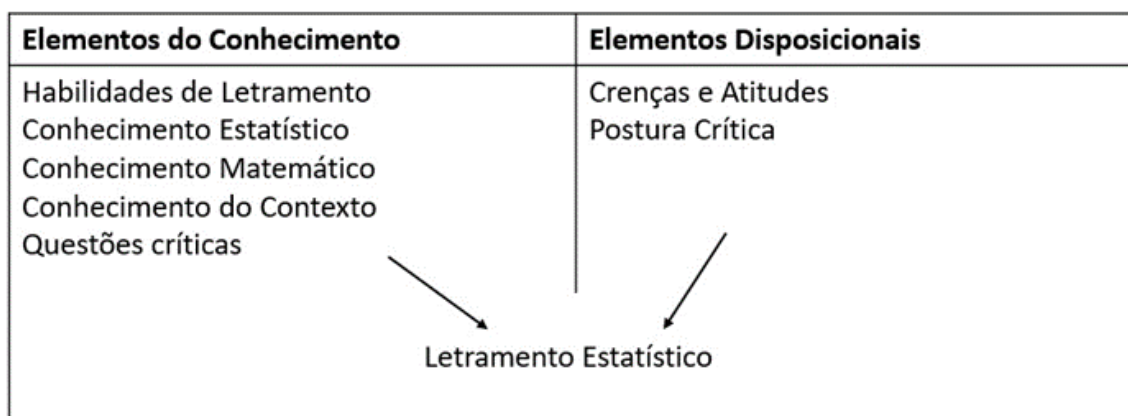 Elementos do Conhecimento
Elementos Disposicionais
Habilidades de Letramento
Conhecimento Estatístico
Conhecimento Matemático
Conhecimento do Contexto
Questões críticas
Crenças e Atitudes
Postura Crítica
Letramento Estatístico